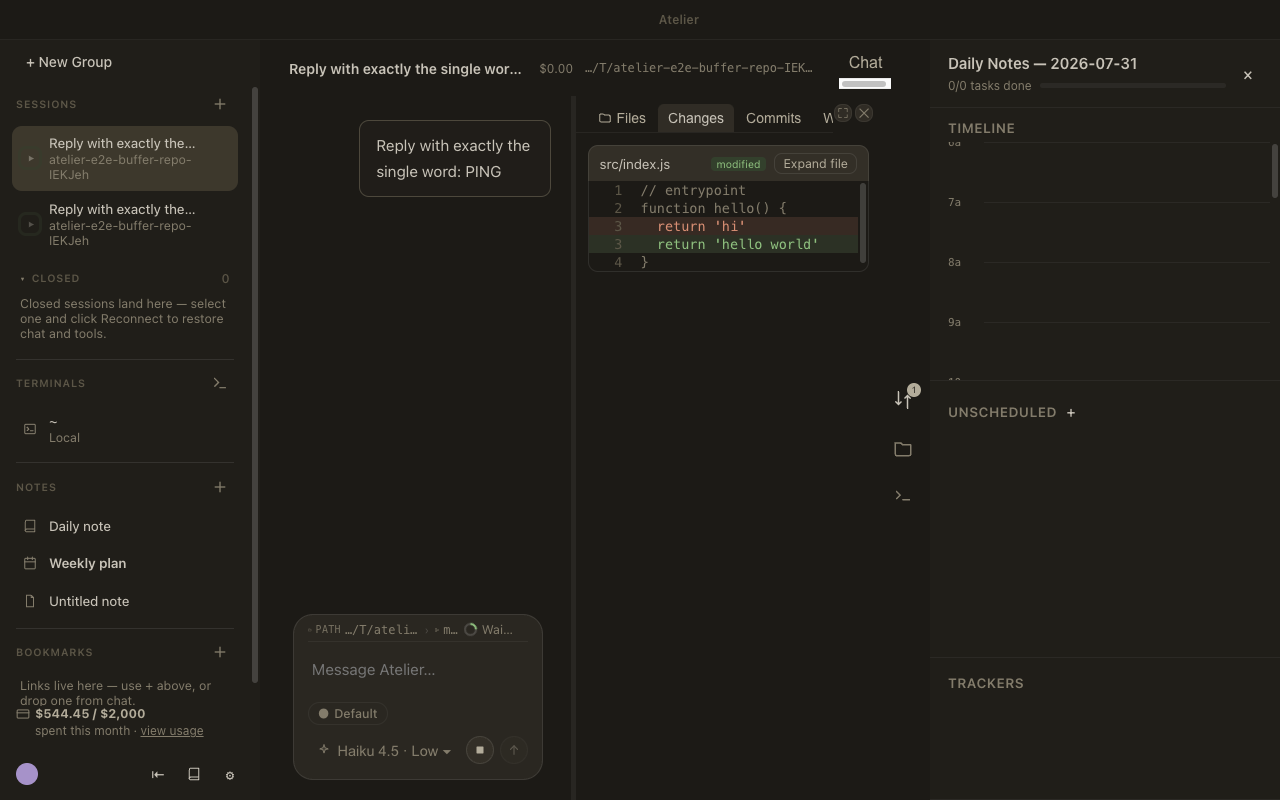 Atelier
+ New Group
SESSIONS
Reply with exactly the…
atelier-e2e-buffer-repo-
IEKJeh
Reply with exactly the…
atelier-e2e-buffer-repo-
IEKJeh
CLOSED 0
Closed sessions land here — select
one and click Reconnect to restore
chat and tools.
TERMINALS
~
Local
NOTES
Daily note
Weekly plan
Untitled note
BOOKMARKS
Links live here — use + above, or
drop one from chat.
$544.45 / $2,000
spent this month · view usage
Reply with exactly the single wor… $0.00 …/T/atelier-e2e-buffer-repo-IEK…
Chat
Reply with exactly the
single word: PING
PATH …/T/ateli… › m… Wai…
Message Atelier…
Default
Haiku 4.5 · Low
Files Changes Commits W
src/index.js modified Expand file
1 // entrypoint
2 function hello() {
3 return 'hi'
3 return 'hello world'
4 }
1
Daily Notes — 2026-07-31
0/0 tasks done
×
TIMELINE
6a
7a
8a
9a
UNSCHEDULED +
TRACKERS